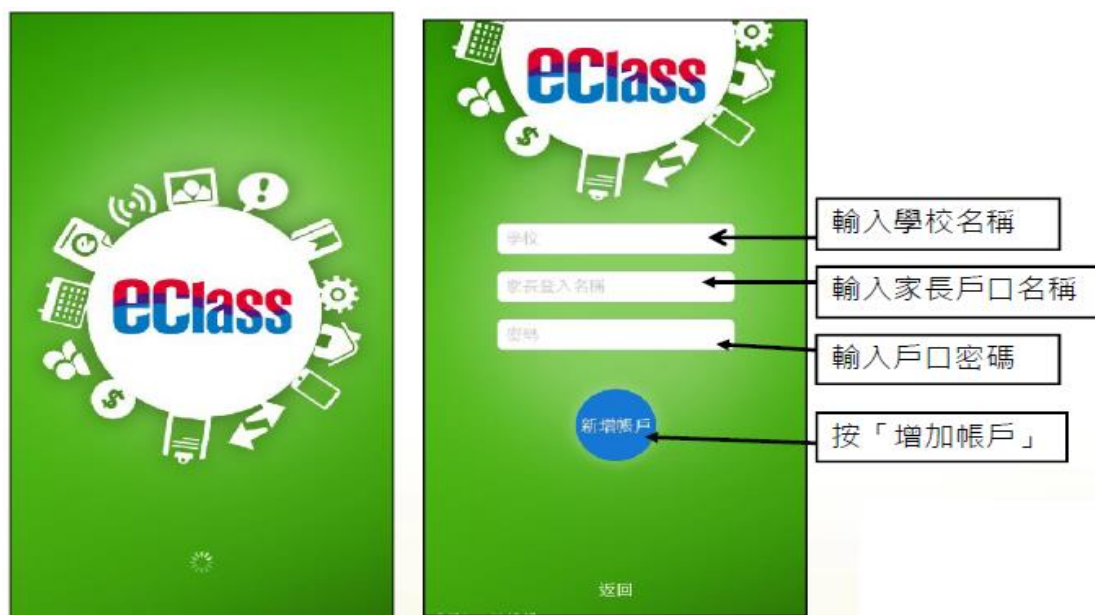 eClass
eClass
學校
家長登入名稱
密碼
新增帳戶
返回
輸入學校名稱
輸入家長戶口名稱
輸入戶口密碼
按「增加帳戶」